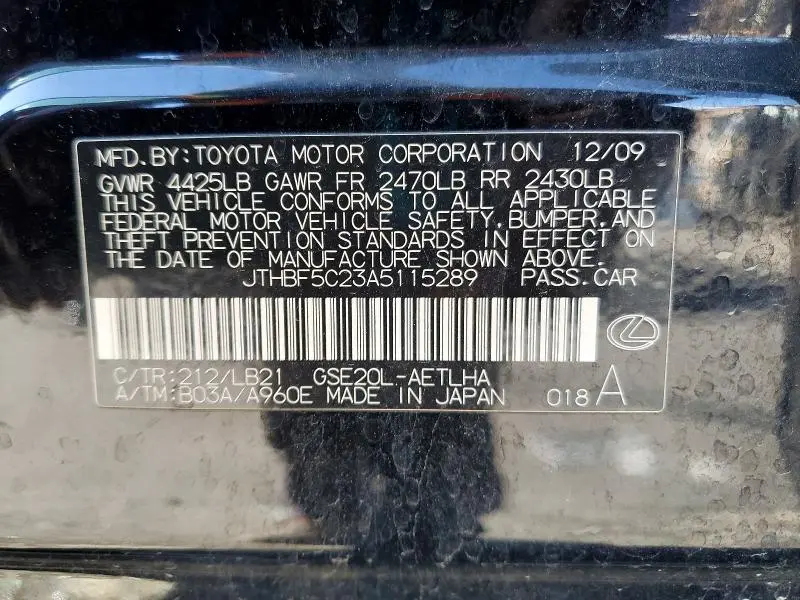 MFD. BY: TOYOTA MOTOR CORPORATION 12/09
GVWR 4425LB GAWR FR 2470LB RR 2430LB
THIS VEHICLE CONFORMS TO ALL APPLICABLE
FEDERAL MOTOR VEHICLE SAFETY, BUMPER, AND
THEFT PREVENTION STANDARDS IN EFFECT ON
THE DATE OF MANUFACTURE SHOWN ABOVE.
JTHBF5C23A5115289 PASS. CAR
C/TR: 212/LB21 GSE20L-AETLHA
A/TM: B03A/A960E MADE IN JAPAN 018 A